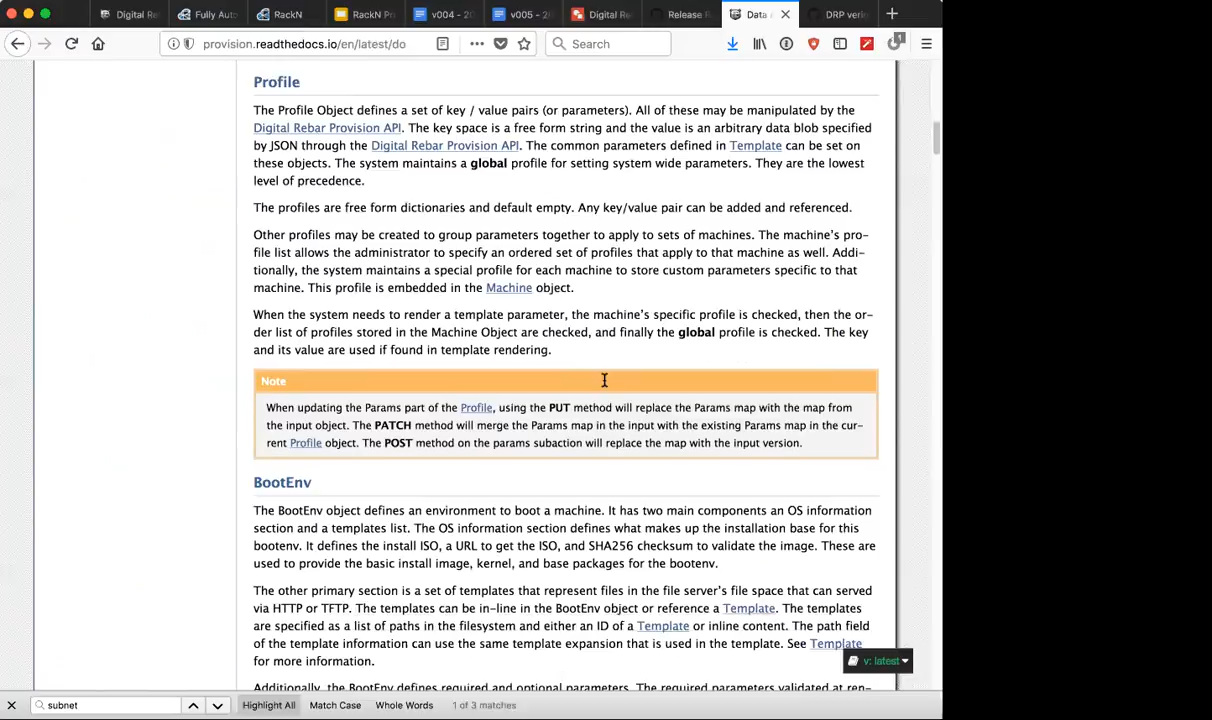 Digital Re
Fully Aut
RackN
RackN Pr
v004 - 20
v005 - 20
Digital Re
Release F
Data A
DRP versi
provision.readthedocs.io/en/latest/do
Search
1
Profile
The Profile Object defines a set of key / value pairs (or parameters). All of these may be manipulated by the
Digital Rebar Provision API. The key space is a free form string and the value is an arbitrary data blob specified
by JSON through the Digital Rebar Provision API. The common parameters defined in Template can be set on
these objects. The system maintains a global profile for setting system wide parameters. They are the lowest
level of precedence.
The profiles are free form dictionaries and default empty. Any key/value pair can be added and referenced.
Other profiles may be created to group parameters together to apply to sets of machines. The machine's pro-
file list allows the administrator to specify an ordered set of profiles that apply to that machine as well. Addi-
tionally, the system maintains a special profile for each machine to store custom parameters specific to that
machine. This profile is embedded in the Machine object.
When the system needs to render a template parameter, the machine's specific profile is checked, then the or-
der list of profiles stored in the Machine Object are checked, and finally the global profile is checked. The key
and its value are used if found in template rendering.
Note
When updating the Params part of the Profile, using the PUT method will replace the Params map with the map from
the input object. The PATCH method will merge the Params map in the input with the existing Params map in the cur-
rent Profile object. The POST method on the params subaction will replace the map with the input version.
BootEnv
The BootEnv object defines an environment to boot a machine. It has two main components an OS information
section and a templates list. The OS information section defines what makes up the installation base for this
bootenv. It defines the install ISO, a URL to get the ISO, and SHA256 checksum to validate the image. These are
used to provide the basic install image, kernel, and base packages for the bootenv.
The other primary section is a set of templates that represent files in the file server's file space that can served
via HTTP or TFTP. The templates can be in-line in the BootEnv object or reference a Template. The templates
are specified as a list of paths in the filesystem and either an ID of a Template or inline content. The path field
of the template information can use the same template expansion that is used in the template. See Template
for more information.
v: latest
Additionally, the BootEnv defines required and optional parameters. The required parameters validated at ren-
subnet
Highlight All
Match Case
Whole Words
1 of 3 matches